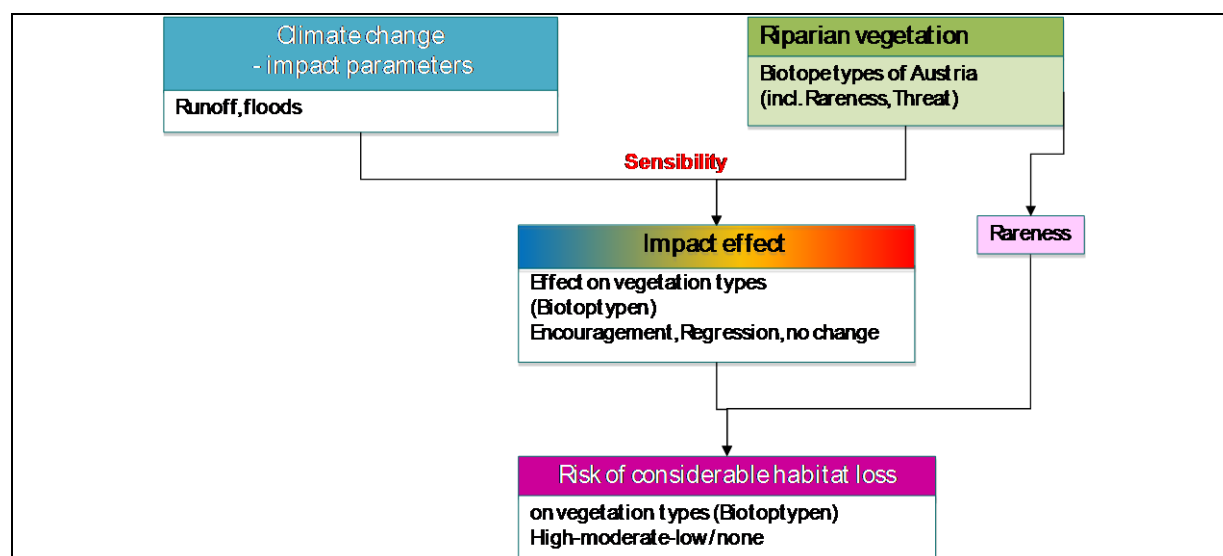 Climate change
- impact parameters
Runoff, floods
Riparian vegetation
Biotope types of Austria
(incl. Rareness, Threat)
Sensibility
Rareness
Impact effect
Effect on vegetation types
(Biotoptypen)
Encouragement, Regression, no change
Risk of considerable habitat loss
on vegetation types (Biotoptypen)
High-moderate-low/none